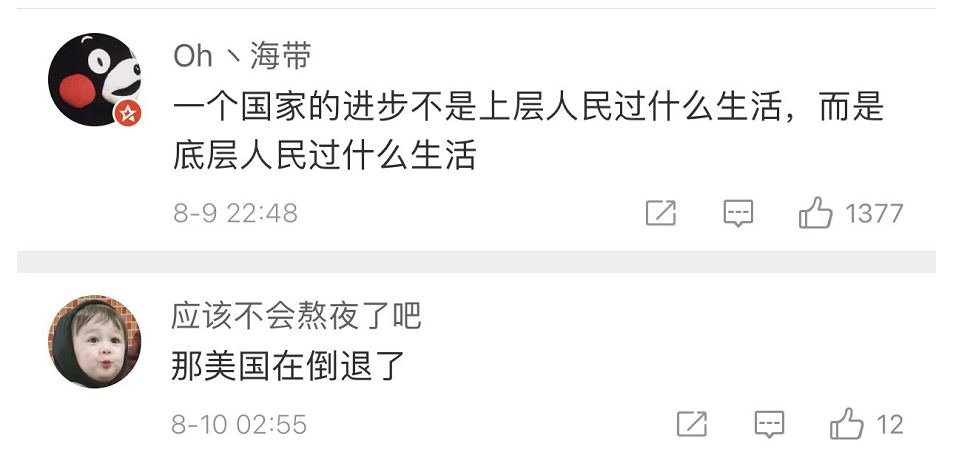 Oh丶海带
一个国家的进步不是上层人民过什么生活，而是
底层人民过什么生活
8-9 22:48
1377
应该不会熬夜了吧
那美国在倒退了
8-10 02:55
12